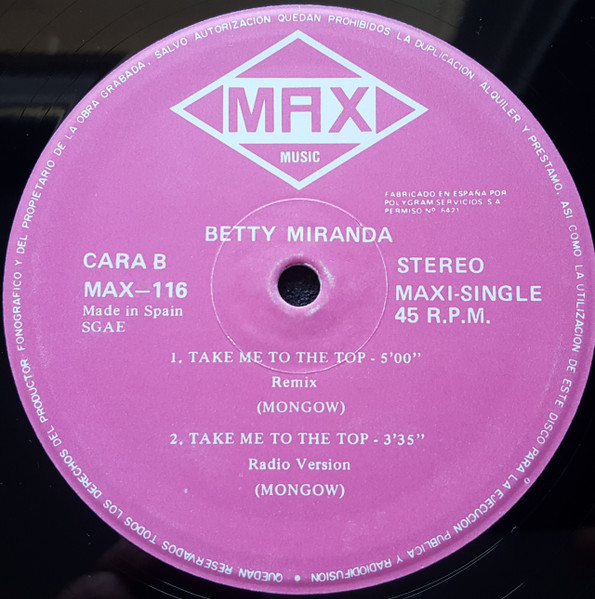 MAX
MUSIC
FABRICADO EN ESPAÑA POR
POLYGRAM SERVICIOS S.A
PERMISO Nº 6421
BETTY MIRANDA
CARA B
MAX—116
Made in Spain
SGAE
STEREO
MAXI-SINGLE
45 R.P.M.
1. TAKE ME TO THE TOP - 5'00"
Remix
(MONGOW)
2. TAKE ME TO THE TOP - 3'35"
Radio Version
(MONGOW)
• QUEDAN RESERVADOS TODOS LOS DERECHOS DEL PRODUCTOR FONOGRAFICO Y DEL PROPIETARIO DE LA OBRA GRABADA. SALVO AUTORIZACION QUEDAN PROHIBIDOS LA DUPLICACION ALQUILER Y PRESTAMO, ASI COMO LA UTILIZACION DE ESTE DISCO PARA LA EJECUCION PUBLICA Y RADIODIFUSION